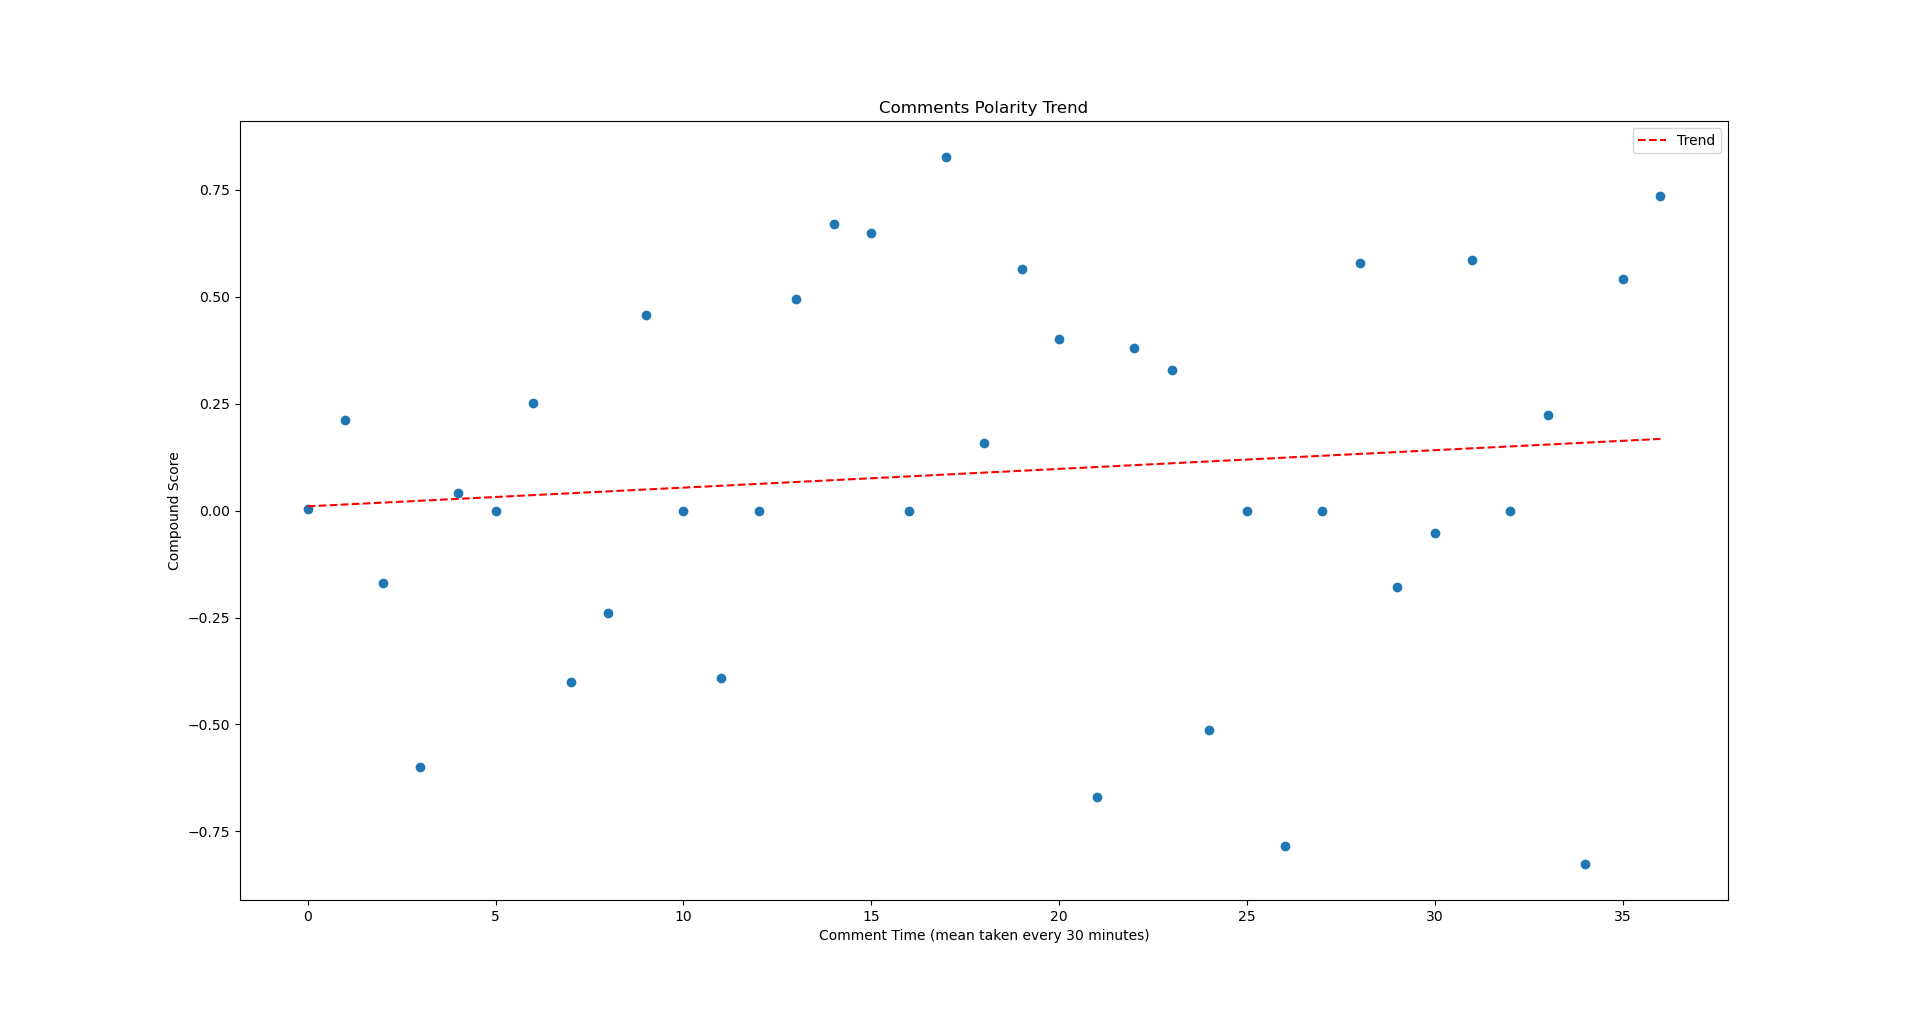 Comments Polarity Trend
Trend
0.75
0.50
0.25
0.00
−0.25
−0.50
−0.75
Compound Score
0 5 10 15 20 25 30 35
Comment Time (mean taken every 30 minutes)